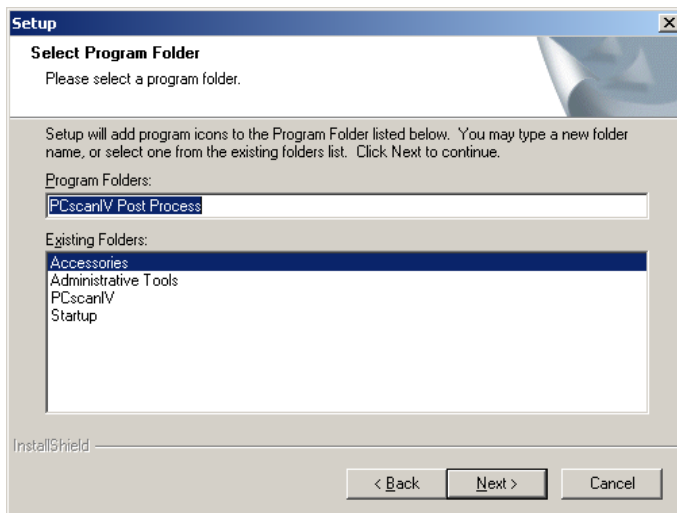 Setup
Select Program Folder
Please select a program folder.
Setup will add program icons to the Program Folder listed below.  You may type a new folder
name, or select one from the existing folders list.  Click Next to continue.
Program Folders:
PCscanIV Post Process
Existing Folders:
Accessories
Administrative Tools
PCscanIV
Startup
InstallShield
< Back
Next >
Cancel